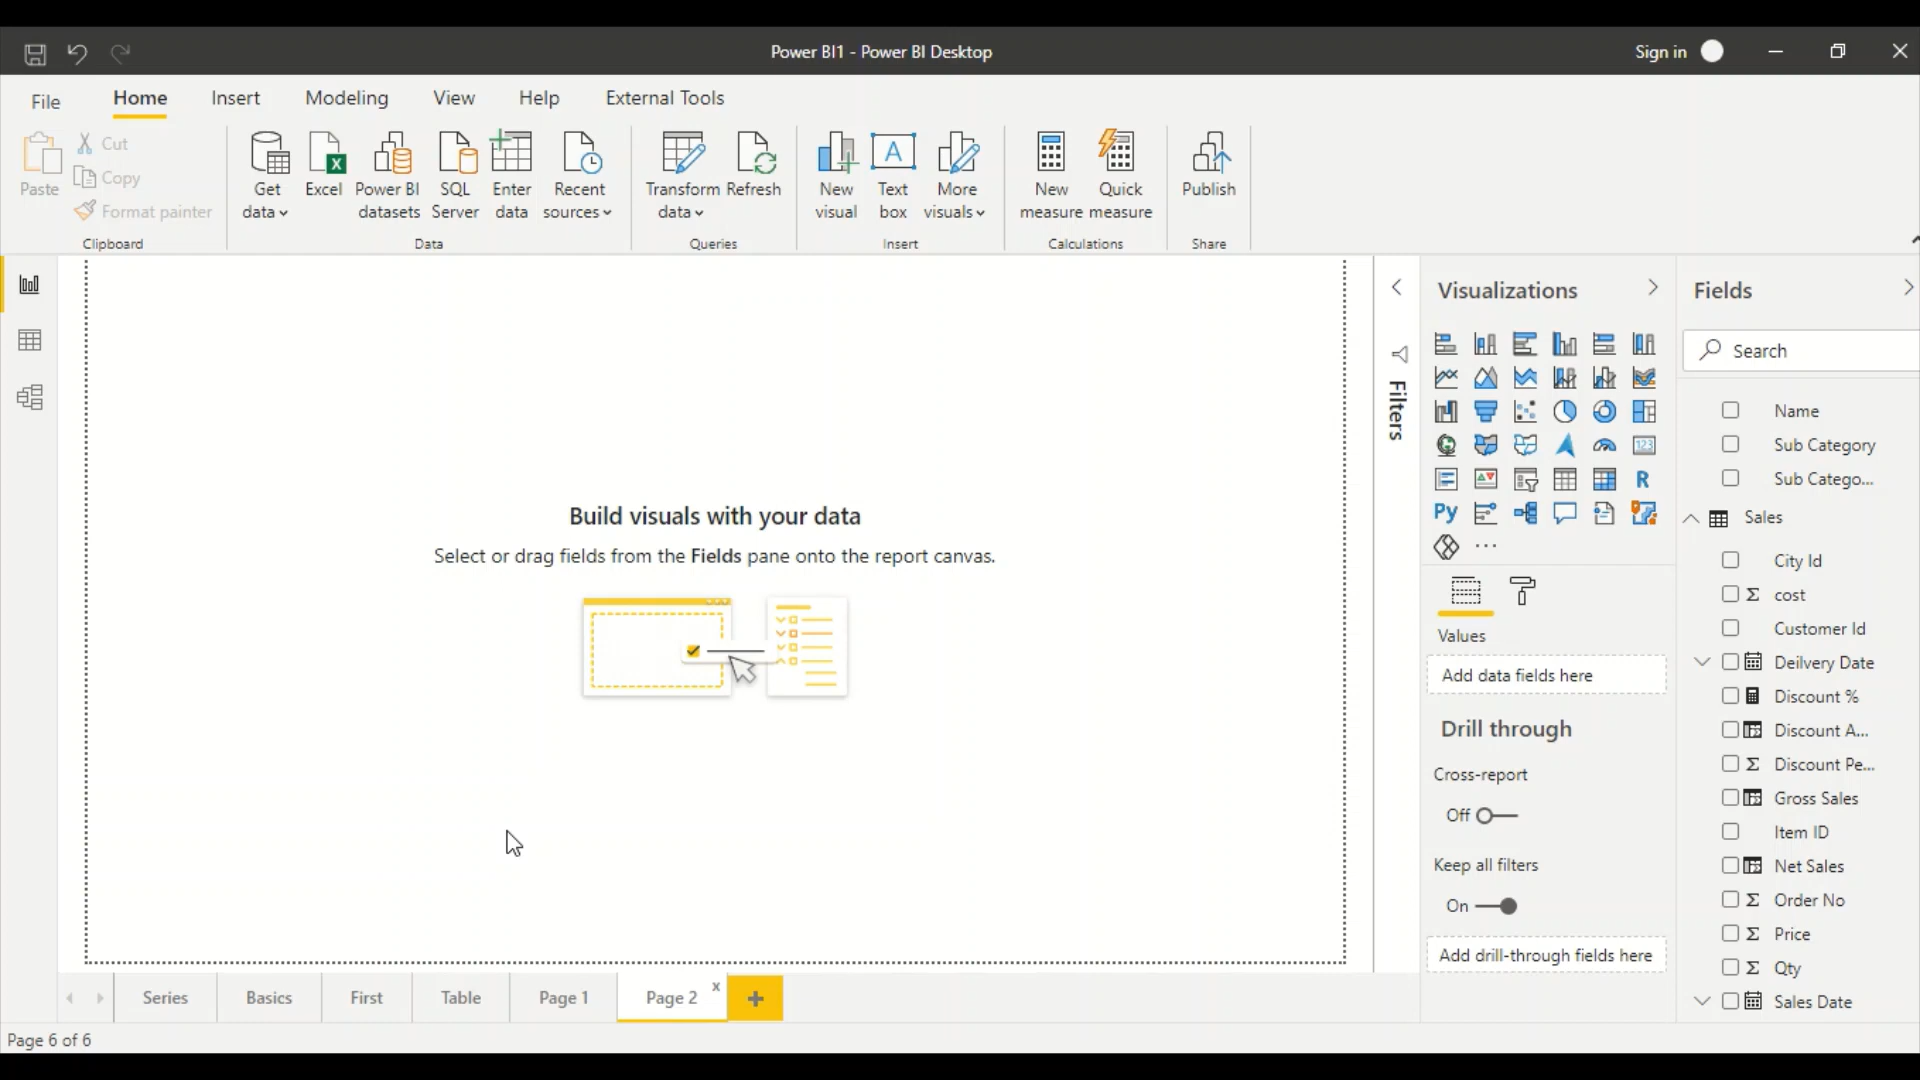 Power BI1 - Power BI Desktop
Sign in
File Home Insert Modeling View Help External Tools
Paste
Cut
Copy
Format painter
Clipboard
Get data
Excel
Power BI datasets
SQL Server
Enter data
Recent sources
Data
Transform data
Refresh
Queries
New visual
A
Text box
More visuals
Insert
New measure
Quick measure
Calculations
Publish
Share
Build visuals with your data
Select or drag fields from the Fields pane onto the report canvas.
Filters
Visualizations
123
R
Py
Values
Add data fields here
Drill through
Cross-report
Off
Keep all filters
On
Add drill-through fields here
Fields
Search
Name
Sub Category
Sub Catego...
Sales
City Id
Σ cost
Customer Id
Deilvery Date
Discount %
Discount A...
Σ Discount Pe...
Gross Sales
Item ID
Net Sales
Σ Order No
Σ Price
Σ Qty
Sales Date
Series Basics First Table Page 1 Page 2 x +
Page 6 of 6